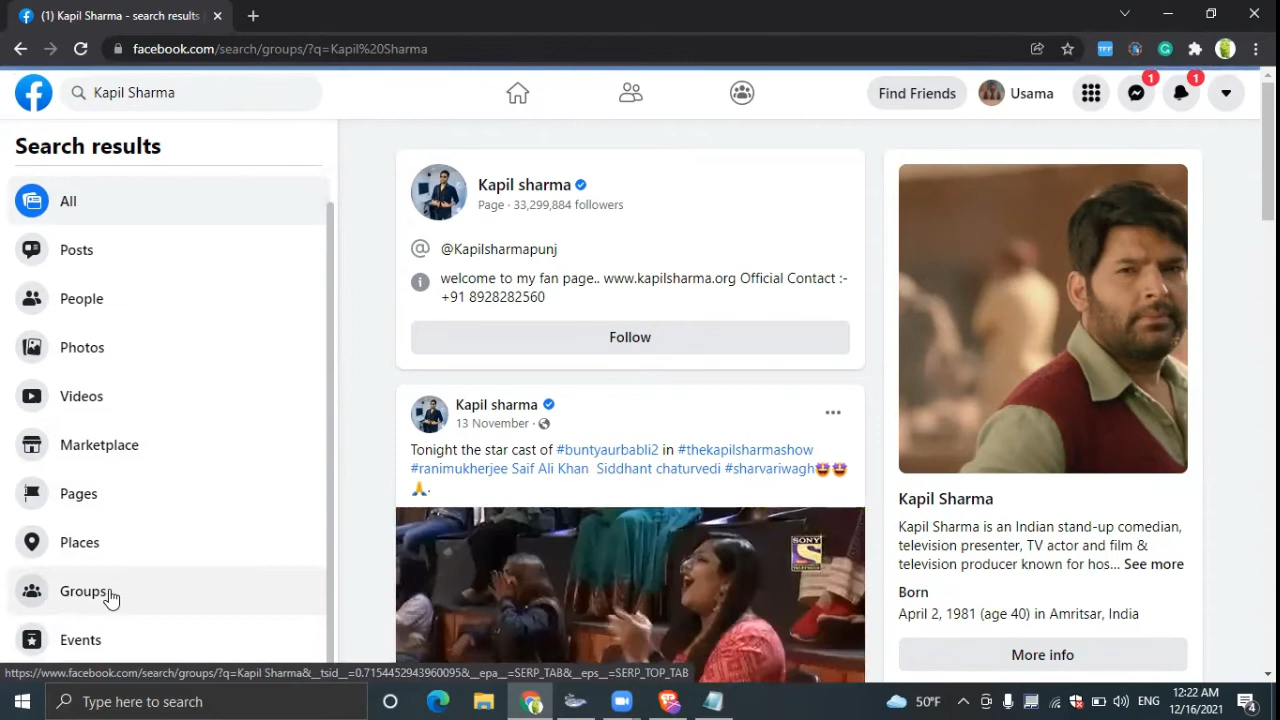 (1) Kapil Sharma - search results
facebook.com/search/groups/?q=Kapil%20Sharma
Kapil Sharma
Find Friends
Usama
1
1
Search results
All
Posts
People
Photos
Videos
Marketplace
Pages
Places
Groups
Events
Kapil sharma
Page · 33,299,884 followers
@Kapilsharmapunj
welcome to my fan page.. www.kapilsharma.org Official Contact :-
+91 8928282560
Follow
Kapil sharma
13 November ·
Tonight the star cast of #buntyaurbabli2 in #thekapilsharmashow
#ranimukherjee Saif Ali Khan Siddhant chaturvedi #sharvariwagh🤩🤩
🙏.
SONY
Kapil Sharma
Kapil Sharma is an Indian stand-up comedian,
television presenter, TV actor and film &
television producer known for hos... See more
Born
April 2, 1981 (age 40) in Amritsar, India
More info
https://www.facebook.com/search/groups/?q=Kapil Sharma&__tsid__=0.7154452943960095&__epa__=SERP_TAB&__eps__=SERP_TOP_TAB
Type here to search
50°F
ENG
12:22 AM
12/16/2021
4